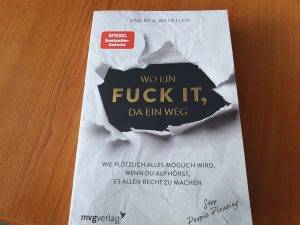 ANDREA WEIDLICH
SPIEGEL
Bestseller-
Autorin
WO EIN
FUCK IT,
DA EIN WEG
WIE PLÖTZLICH ALLES MÖGLICH WIRD,
WENN DU AUFHÖRST,
ES ALLEN RECHT ZU MACHEN
Stop
People Pleasing
mvgverlag